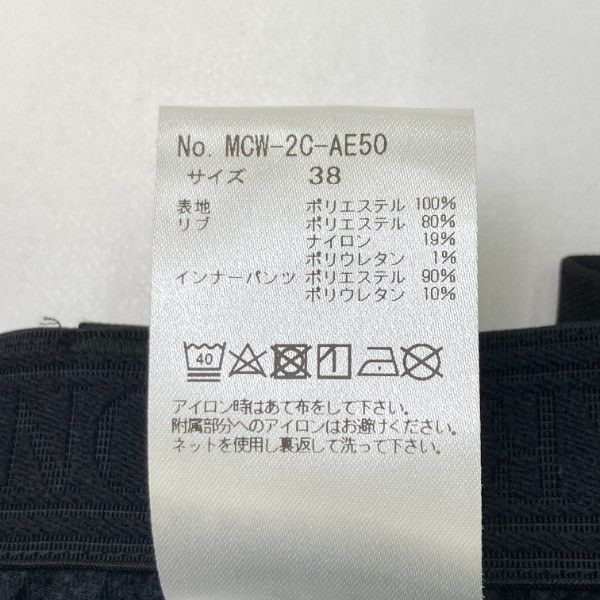 No. MCW-2C-AE50
サイズ 38
表地 ポリエステル 100%
リブ ポリエステル 80%
ナイロン 19%
ポリウレタン 1%
インナーパンツ ポリエステル 90%
ポリウレタン 10%
40
アイロン時はあて布をして下さい。
附属部分へのアイロンはお避けください。
ネットを使用し裏返して洗って下さい。